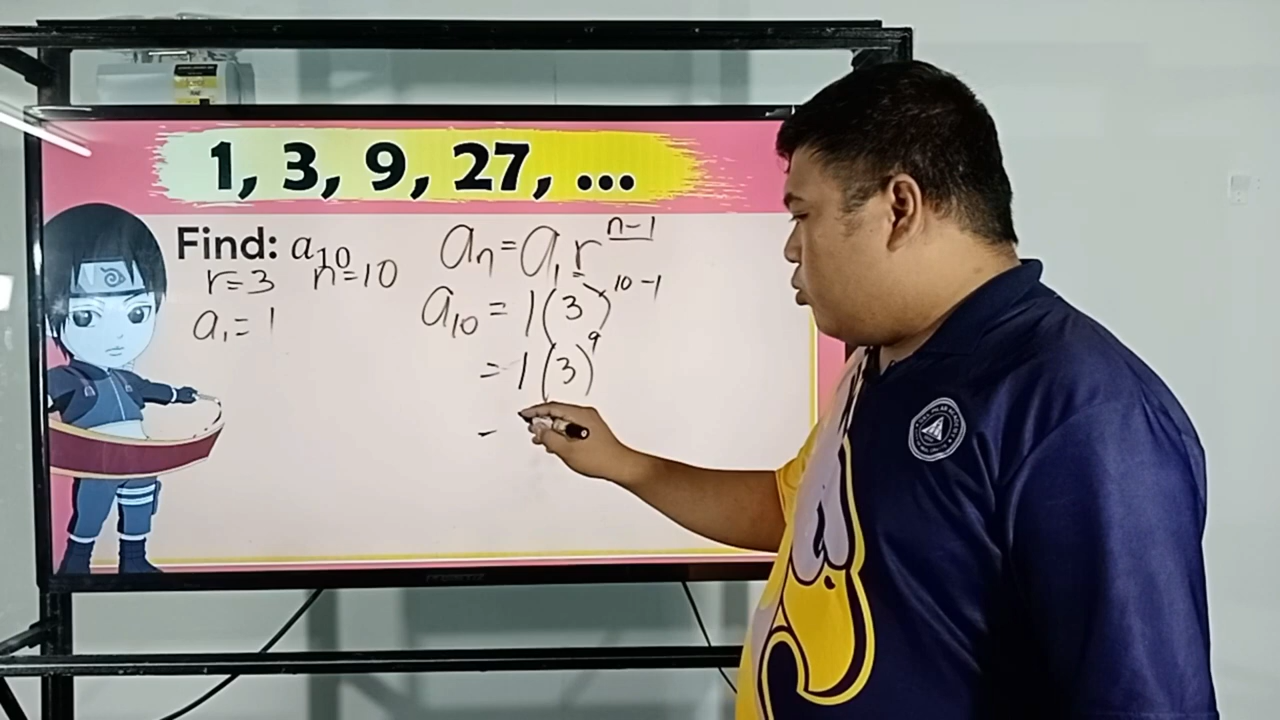 1, 3, 9, 27, ...
Find: a₁₀
r=3 n=10
a₁=1
aₙ=a₁rⁿ⁻¹
a₁₀=1(3)¹⁰⁻¹
=1(3)⁹